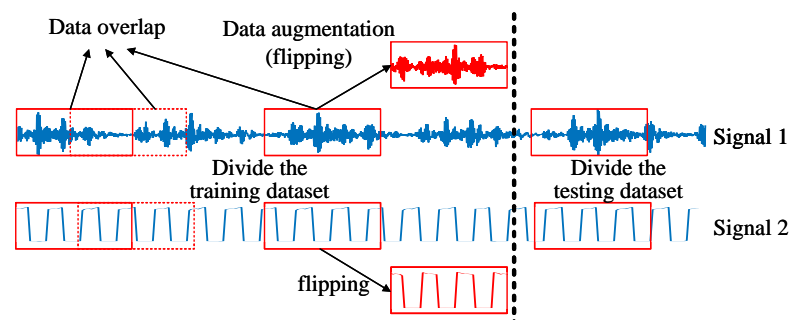 Data overlap
Data augmentation
(flipping)
Signal 1
Divide the
training dataset
Divide the
testing dataset
Signal 2
flipping